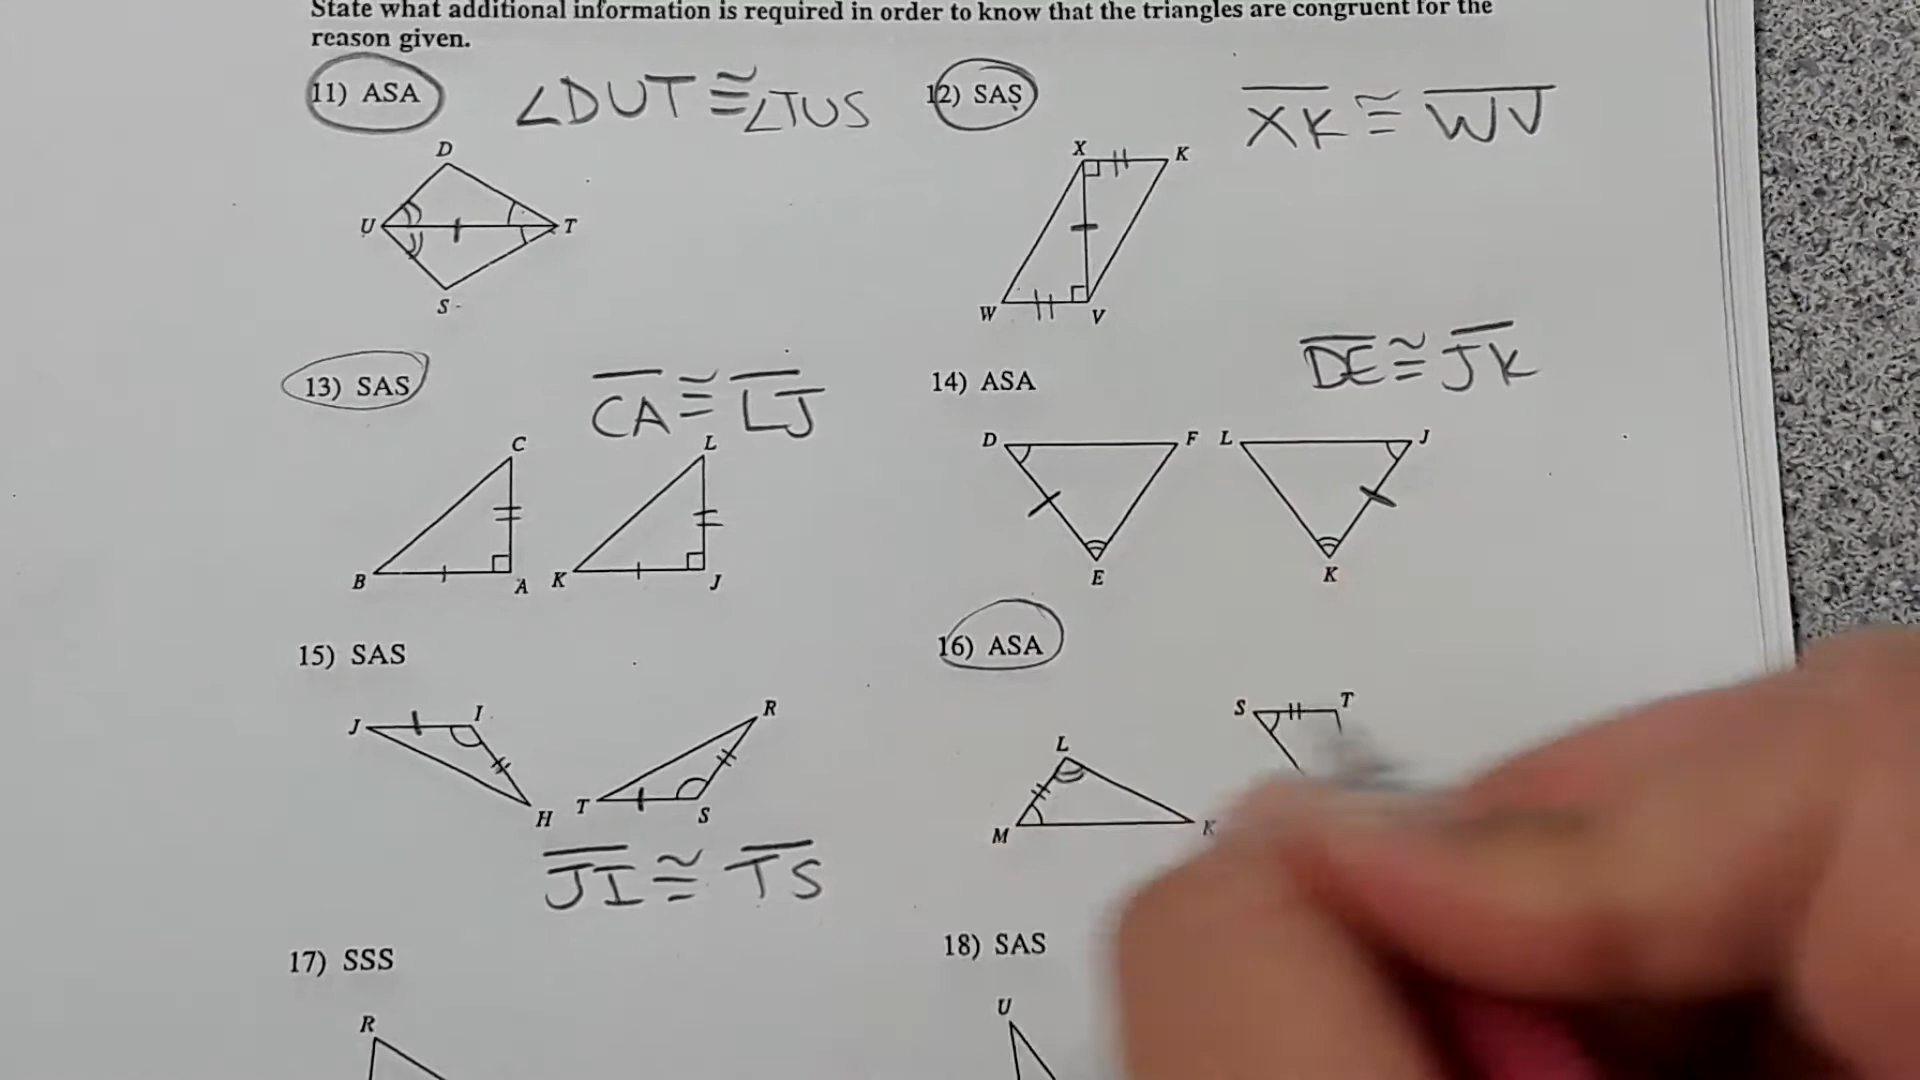 State what additional information is required in order to know that the triangles are congruent for the
reason given.
11) ASA
∠DUT ≅ ∠TUS
D
U
T
S
12) SAS
XK ≅ WV
X
K
W
V
13) SAS
CA ≅ LJ
C
L
B
A
K
J
14) ASA
DE ≅ JK
D
F
L
J
E
K
15) SAS
J
I
H
R
T
S
JI ≅ TS
16) ASA
L
M
K
S
T
17) SSS
R
18) SAS
U